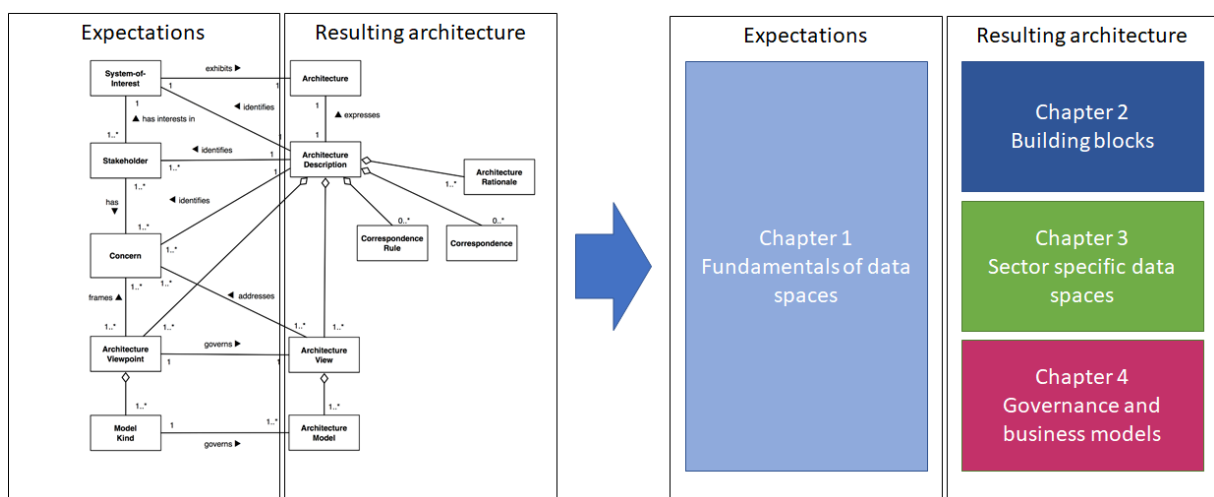 Expectations
Resulting architecture
System-of-
Interest
exhibits ►
1
1
Architecture
1
◄ identifies
1
▲ expresses
▲ has interests in
1..*
1
1
Stakeholder
◄ identifies
1..*
1
Architecture
Description
Architecture
Rationale
1..*
1..*
has
▼
◄ identifies
1
1..*
1..*
0..*
0..*
Concern
Correspondence
Rule
Correspondence
1..*
1..*
frames ▲
◄ addresses
1..*
1..*
1..*
1..*
Architecture
Viewpoint
governs ►
1
1
Architecture
View
1..*
1..*
Model
Kind
1
governs ►
1..*
Architecture
Model
Expectations
Resulting architecture
Chapter 1
Fundamentals of data
spaces
Chapter 2
Building blocks
Chapter 3
Sector specific data
spaces
Chapter 4
Governance and
business models